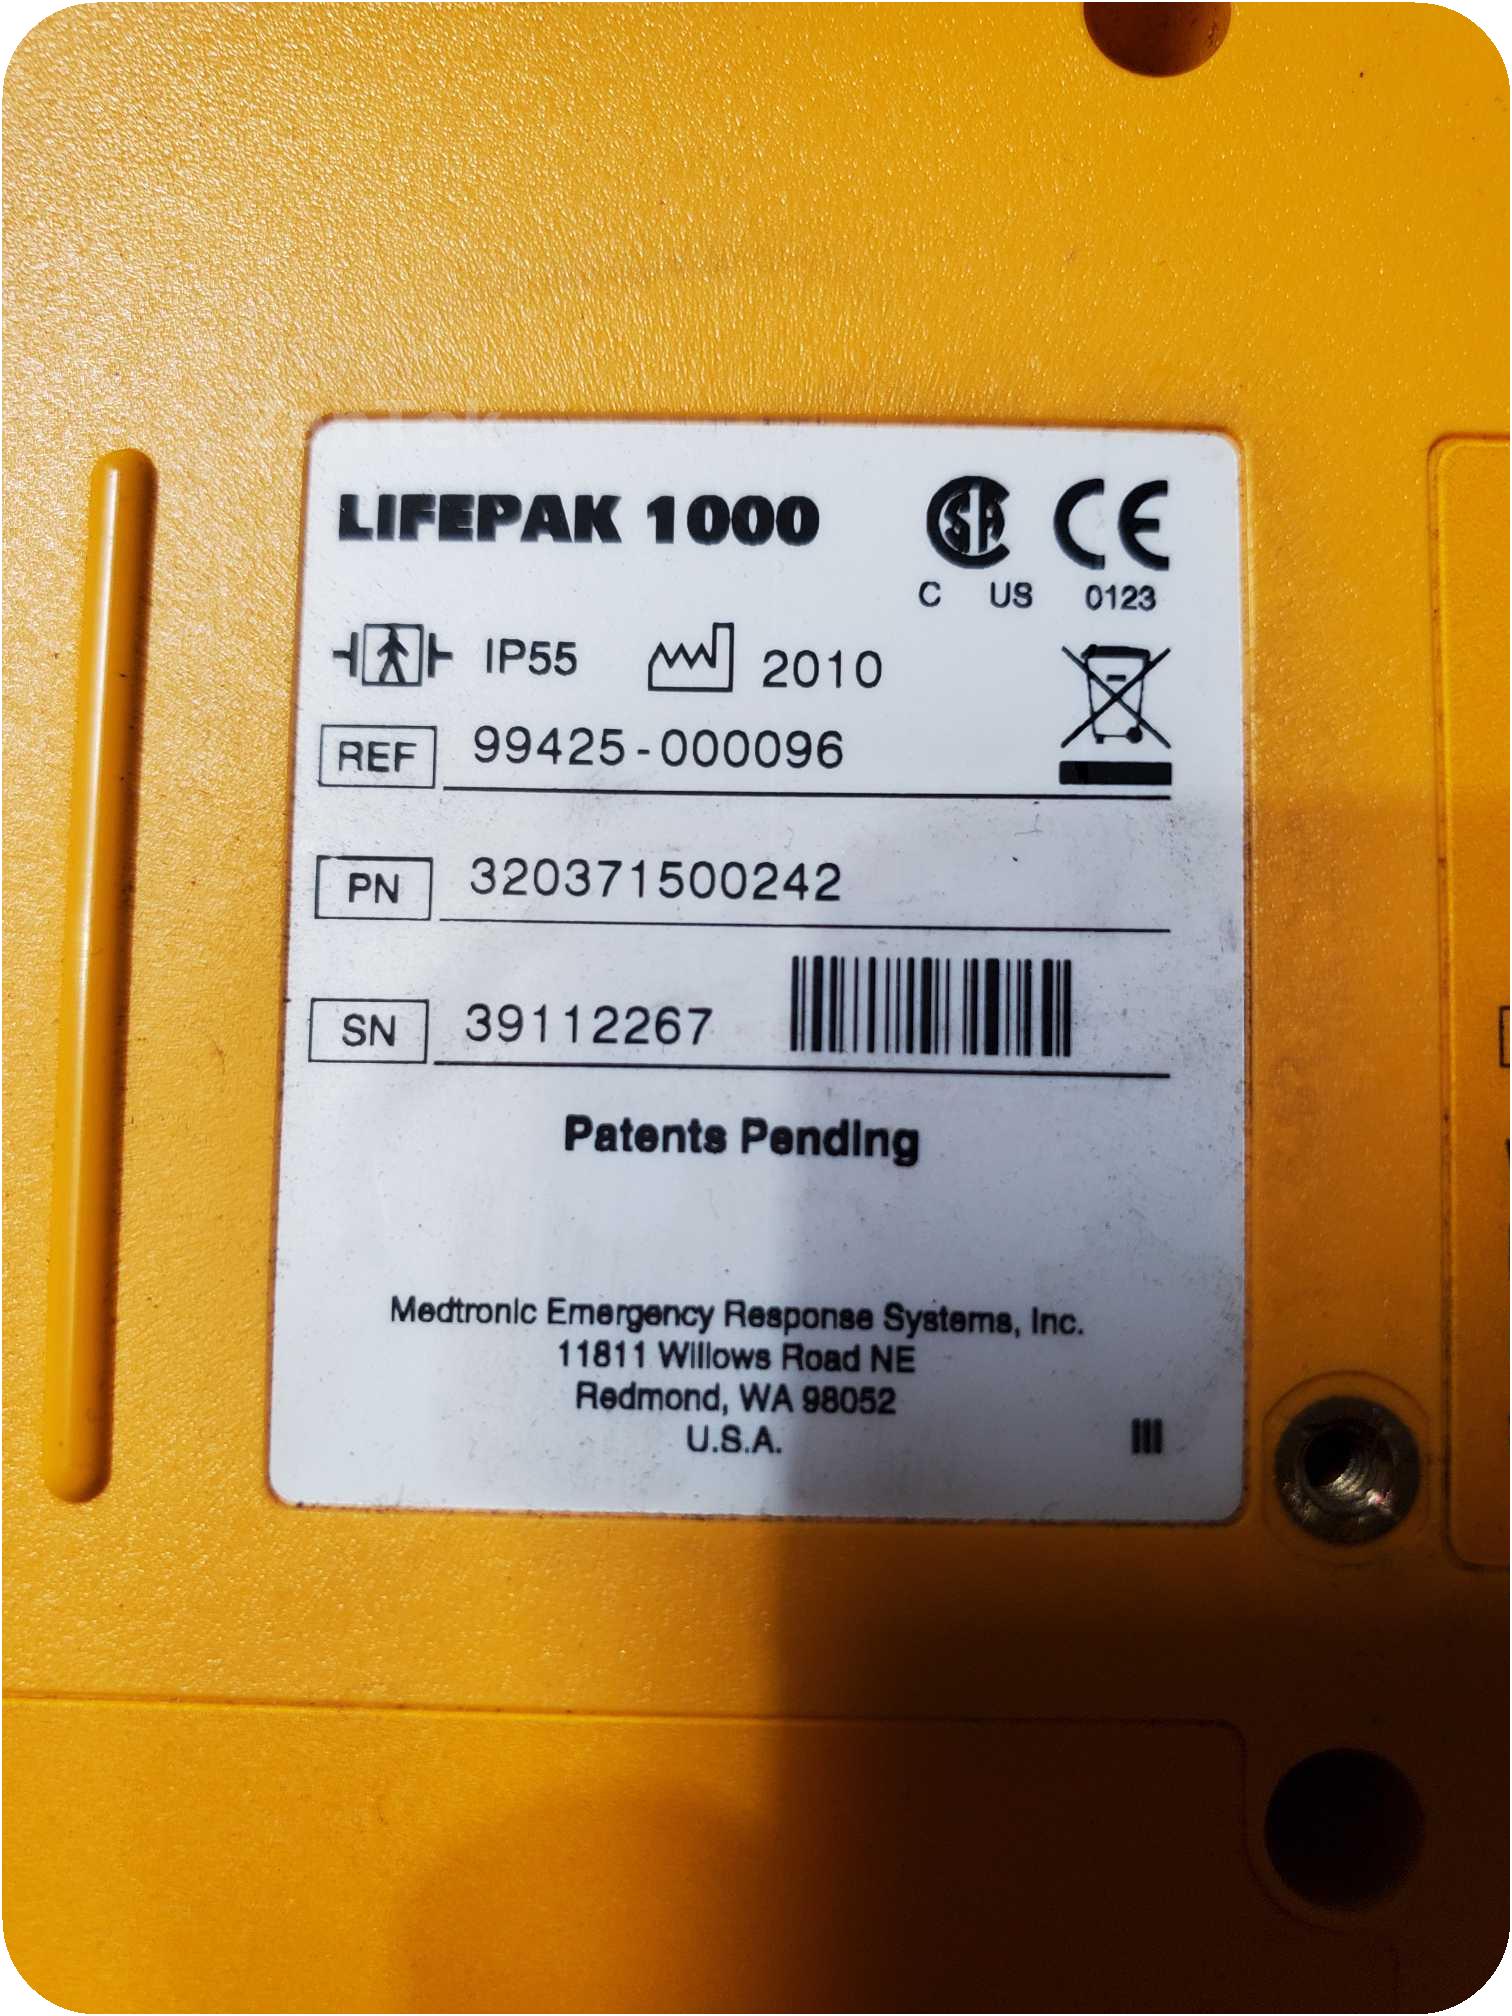 LIFEPAK 1000
C US
CE
0123
IP55
2010
REF 99425-000096
PN 320371500242
SN 39112267
Patents Pending
Medtronic Emergency Response Systems, Inc.
11811 Willows Road NE
Redmond, WA 98052
U.S.A.